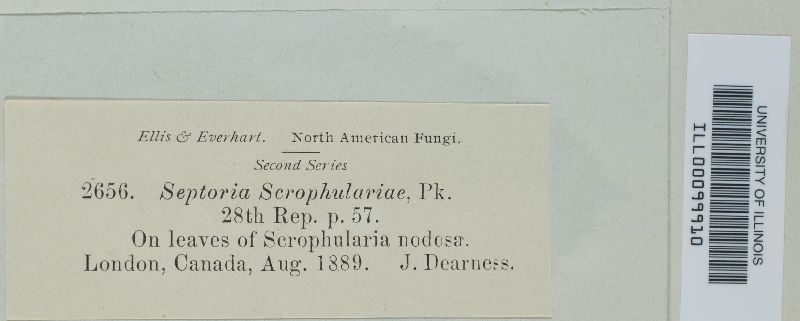 Ellis & Everhart. North American Fungi.
Second Series
2656. Septoria Scrophulariae, Pk.
28th Rep. p. 57.
On leaves of Scrophularia nodosæ.
London, Canada, Aug. 1889. J. Dearness.
UNIVERSITY OF ILLINOIS
ILL00099910